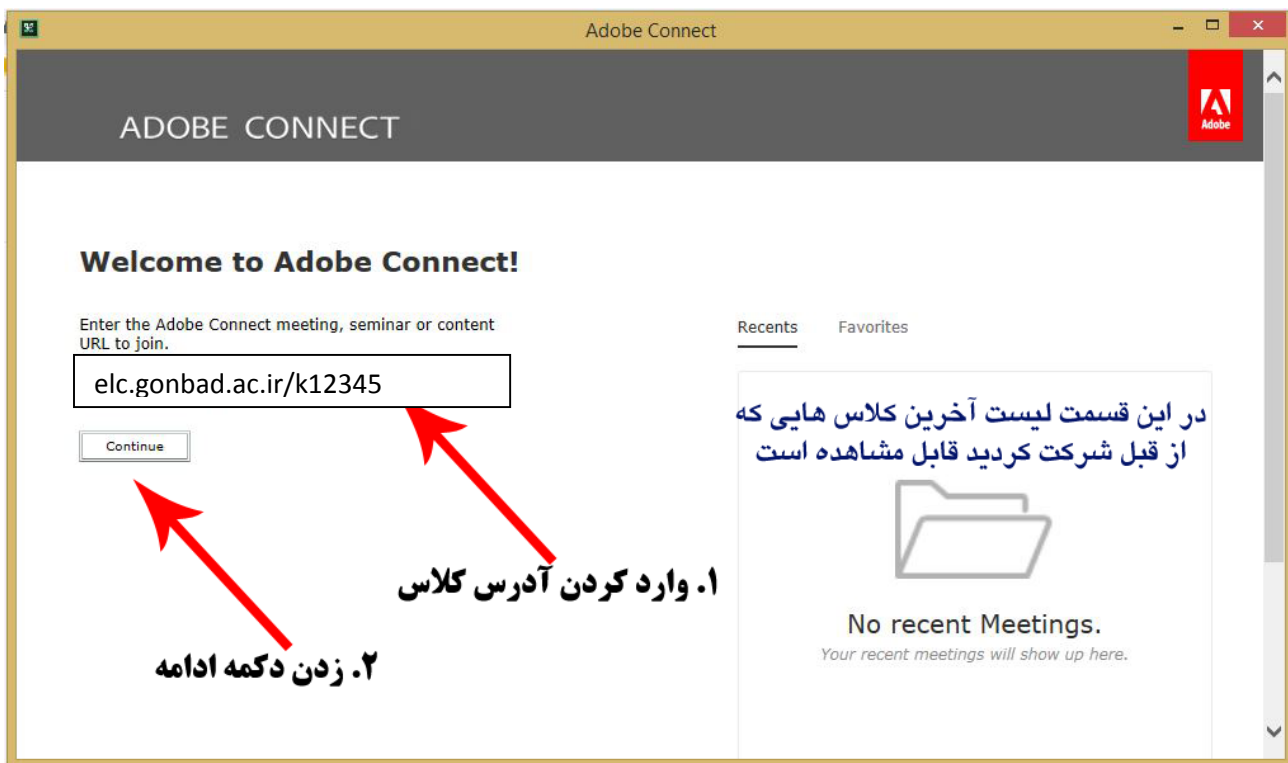 Adobe Connect
ADOBE CONNECT
Adobe
Welcome to Adobe Connect!
Enter the Adobe Connect meeting, seminar or content
URL to join.
elc.gonbad.ac.ir/k12345
Continue
۱. وارد کردن آدرس کلاس
۲. زدن دکمه ادامه
Recents Favorites
در این قسمت لیست آخرین کلاس هایی که
از قبل شرکت کردید قابل مشاهده است
No recent Meetings.
Your recent meetings will show up here.